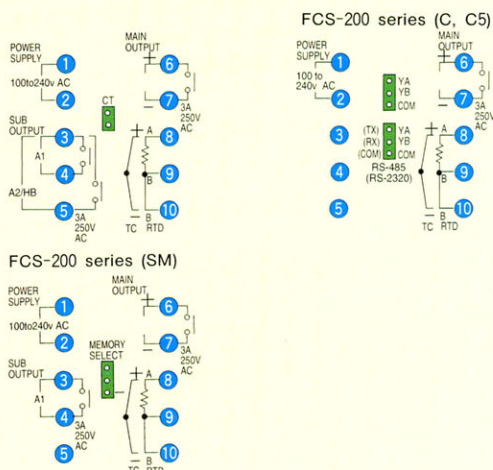 POWER
SUPPLY
1
100to240v AC
2
SUB
OUTPUT
3
A1
4
A2/HB
5
3A
250V
AC
CT
MAIN
OUTPUT
+
6
−
7
3A
250V
AC
+
A
8
B
9
−
TC
B
RTD
10
FCS-200 series (C, C5)
POWER
SUPPLY
1
100 to
240v AC
2
3
4
5
YA
YB
COM
(TX) YA
(RX) YB
(COM) COM
RS-485
(RS-2320)
MAIN
OUTPUT
+
6
−
7
3A
250V
AC
+
A
8
B
9
−
TC
B
RTD
10
FCS-200 series (SM)
POWER
SUPPLY
1
100to240v AC
2
SUB
OUTPUT
3
A1
4
3A
250V
AC
5
MEMORY
SELECT
MAIN
OUTPUT
+
6
−
7
3A
250V
AC
+
A
8
9
−
TC
B
RTD
10